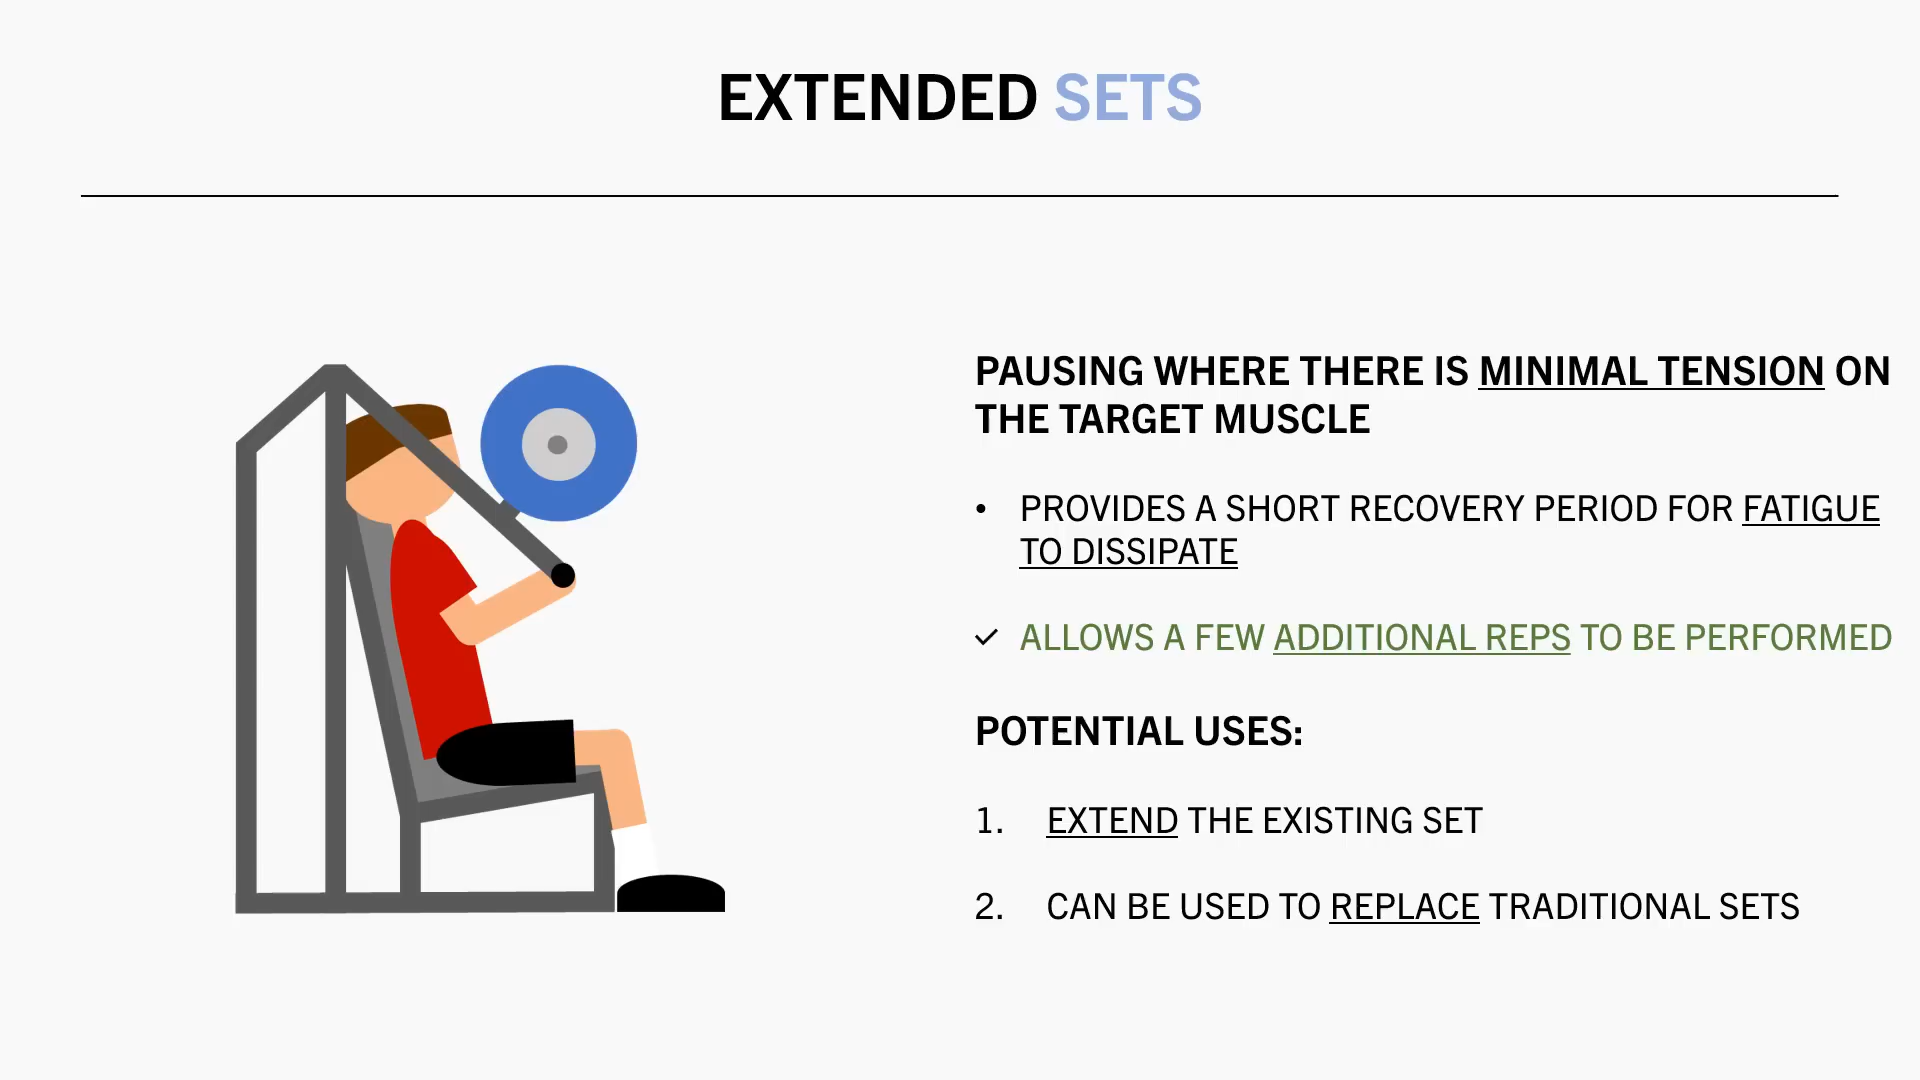 EXTENDED SETS
PAUSING WHERE THERE IS MINIMAL TENSION ON
THE TARGET MUSCLE
• PROVIDES A SHORT RECOVERY PERIOD FOR FATIGUE
TO DISSIPATE
✓ ALLOWS A FEW ADDITIONAL REPS TO BE PERFORMED
POTENTIAL USES:
1. EXTEND THE EXISTING SET
2. CAN BE USED TO REPLACE TRADITIONAL SETS